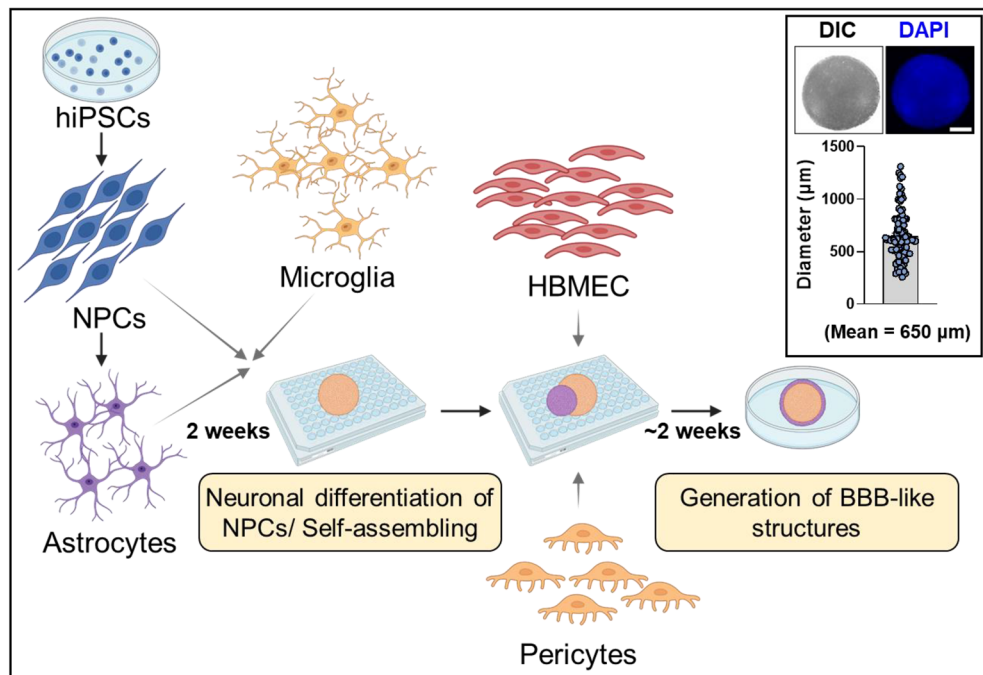 hiPSCs
NPCs
Astrocytes
Microglia
2 weeks
Neuronal differentiation of
NPCs/ Self-assembling
HBMEC
Pericytes
~2 weeks
Generation of BBB-like
structures
DIC
DAPI
Diameter (µm)
1500
1000
500
0
(Mean = 650 µm)